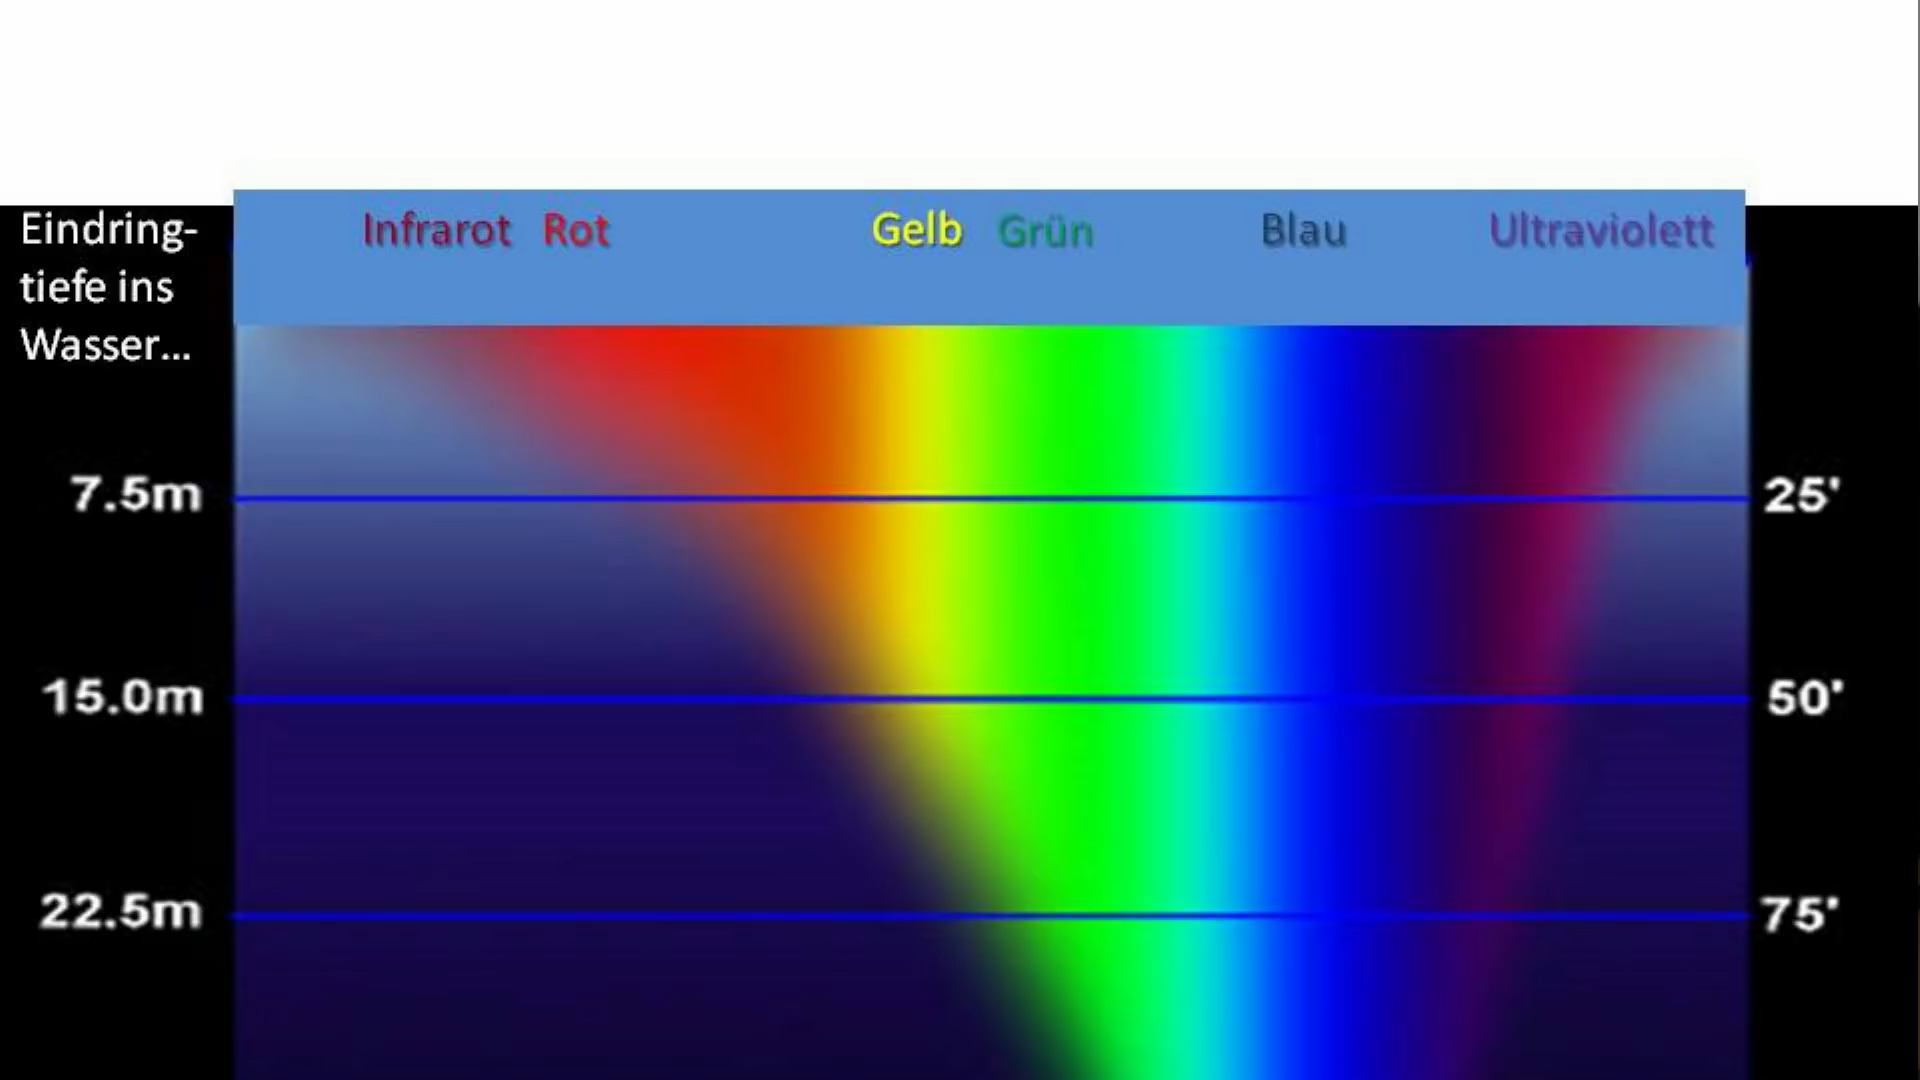 Eindring-
tiefe ins
Wasser...
Infrarot Rot Gelb Grün Blau Ultraviolett
7.5m 25'
15.0m 50'
22.5m 75'